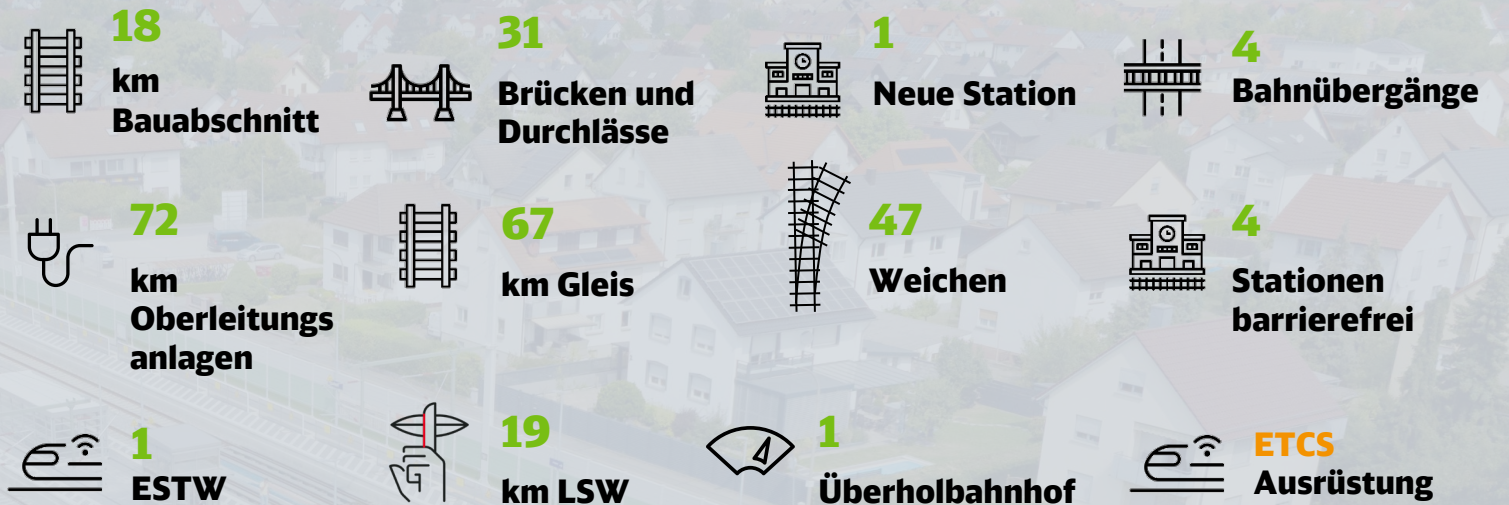 18
km
Bauabschnitt
31
Brücken und
Durchlässe
1
Neue Station
4
Bahnübergänge
72
km
Oberleitungs
anlagen
67
km Gleis
47
Weichen
4
Stationen
barrierefrei
1
ESTW
19
km LSW
1
Überholbahnhof
ETCS
Ausrüstung